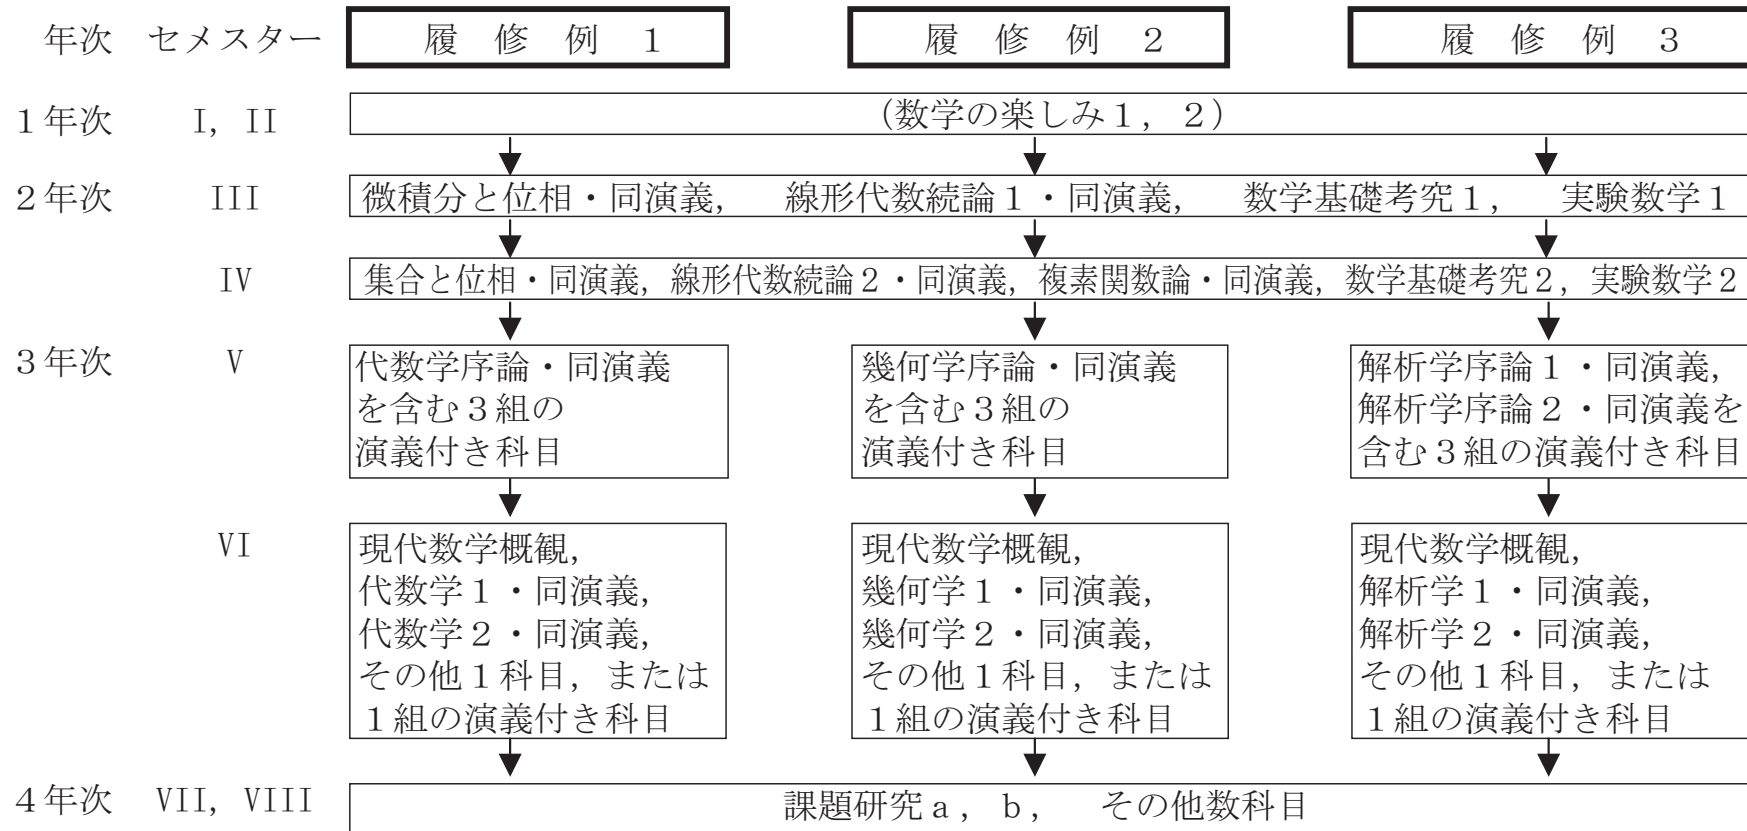 年次 セメスター 履修例1 履修例2 履修例3
1年次 I, II (数学の楽しみ1, 2)
2年次 III 微積分と位相・同演義, 線形代数続論1・同演義, 数学基礎考究1, 実験数学1
IV 集合と位相・同演義, 線形代数続論2・同演義, 複素関数論・同演義, 数学基礎考究2, 実験数学2
3年次 V
代数学序論・同演義
を含む3組の
演義付き科目
幾何学序論・同演義
を含む3組の
演義付き科目
解析学序論1・同演義,
解析学序論2・同演義を
含む3組の演義付き科目
VI
現代数学概観,
代数学1・同演義,
代数学2・同演義,
その他1科目, または
1組の演義付き科目
現代数学概観,
幾何学1・同演義,
幾何学2・同演義,
その他1科目, または
1組の演義付き科目
現代数学概観,
解析学1・同演義,
解析学2・同演義,
その他1科目, または
1組の演義付き科目
4年次 VII, VIII 課題研究a, b, その他数科目